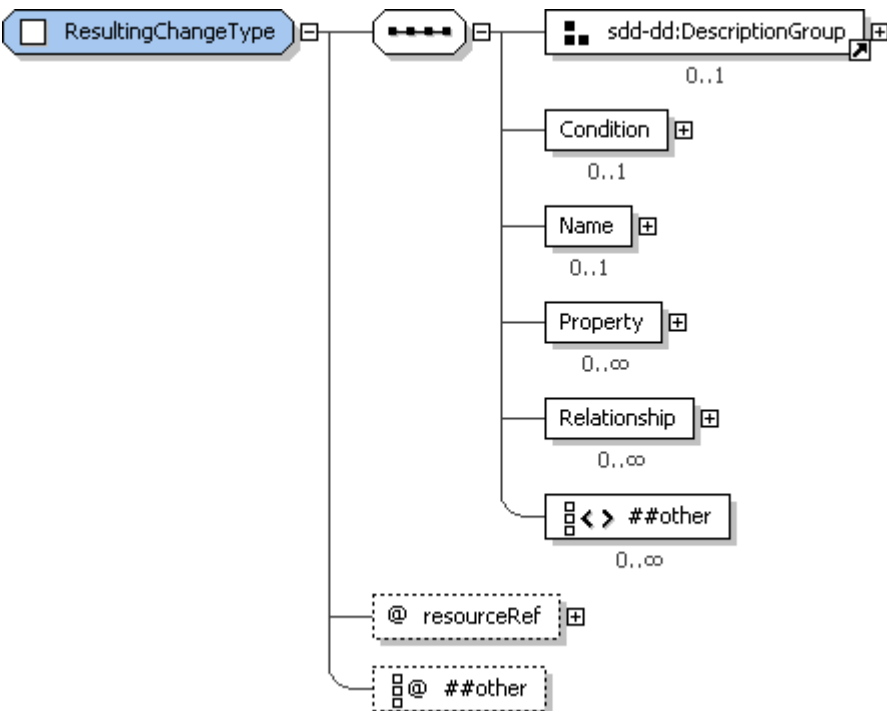 ResultingChangeType
sdd-dd:DescriptionGroup
0..1
Condition
0..1
Name
0..1
Property
0..∞
Relationship
0..∞
##other
0..∞
@ resourceRef
@ ##other